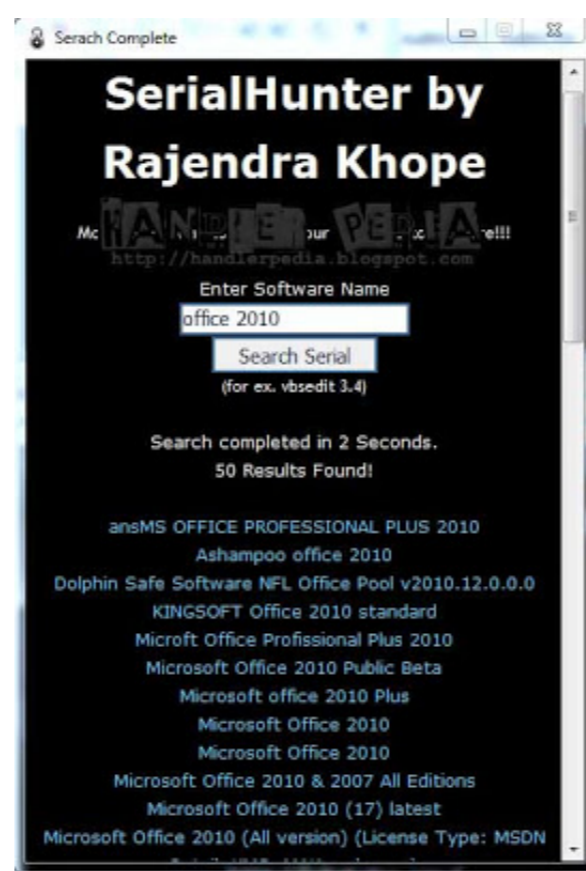 Serach Complete
SerialHunter by
Rajendra Khope
HANDLER PEDIA
http://handlerpedia.blogspot.com
Enter Software Name
office 2010
Search Serial
(for ex. vbsedit 3.4)
Search completed in 2 Seconds.
50 Results Found!
ansMS OFFICE PROFESSIONAL PLUS 2010
Ashampoo office 2010
Dolphin Safe Software NFL Office Pool v2010.12.0.0.0
KINGSOFT Office 2010 standard
Microft Office Profissional Plus 2010
Microsoft Office 2010 Public Beta
Microsoft office 2010 Plus
Microsoft Office 2010
Microsoft Office 2010
Microsoft Office 2010 & 2007 All Editions
Microsoft Office 2010 (17) latest
Microsoft Office 2010 (All version) (License Type: MSDN